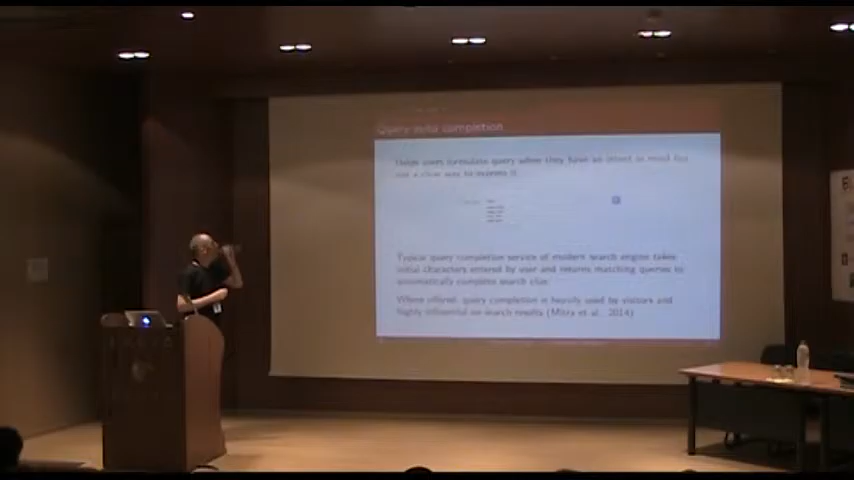 Query auto completion
Helps users formulate query when they have an intent in mind but
not a clear way to express it
Typical query completion service of modern search engine takes
initial characters entered by user and returns matching queries to
automatically complete search clue
Where offered, query completion is heavily used by visitors and
highly influential on search results (Mitra et al., 2014)